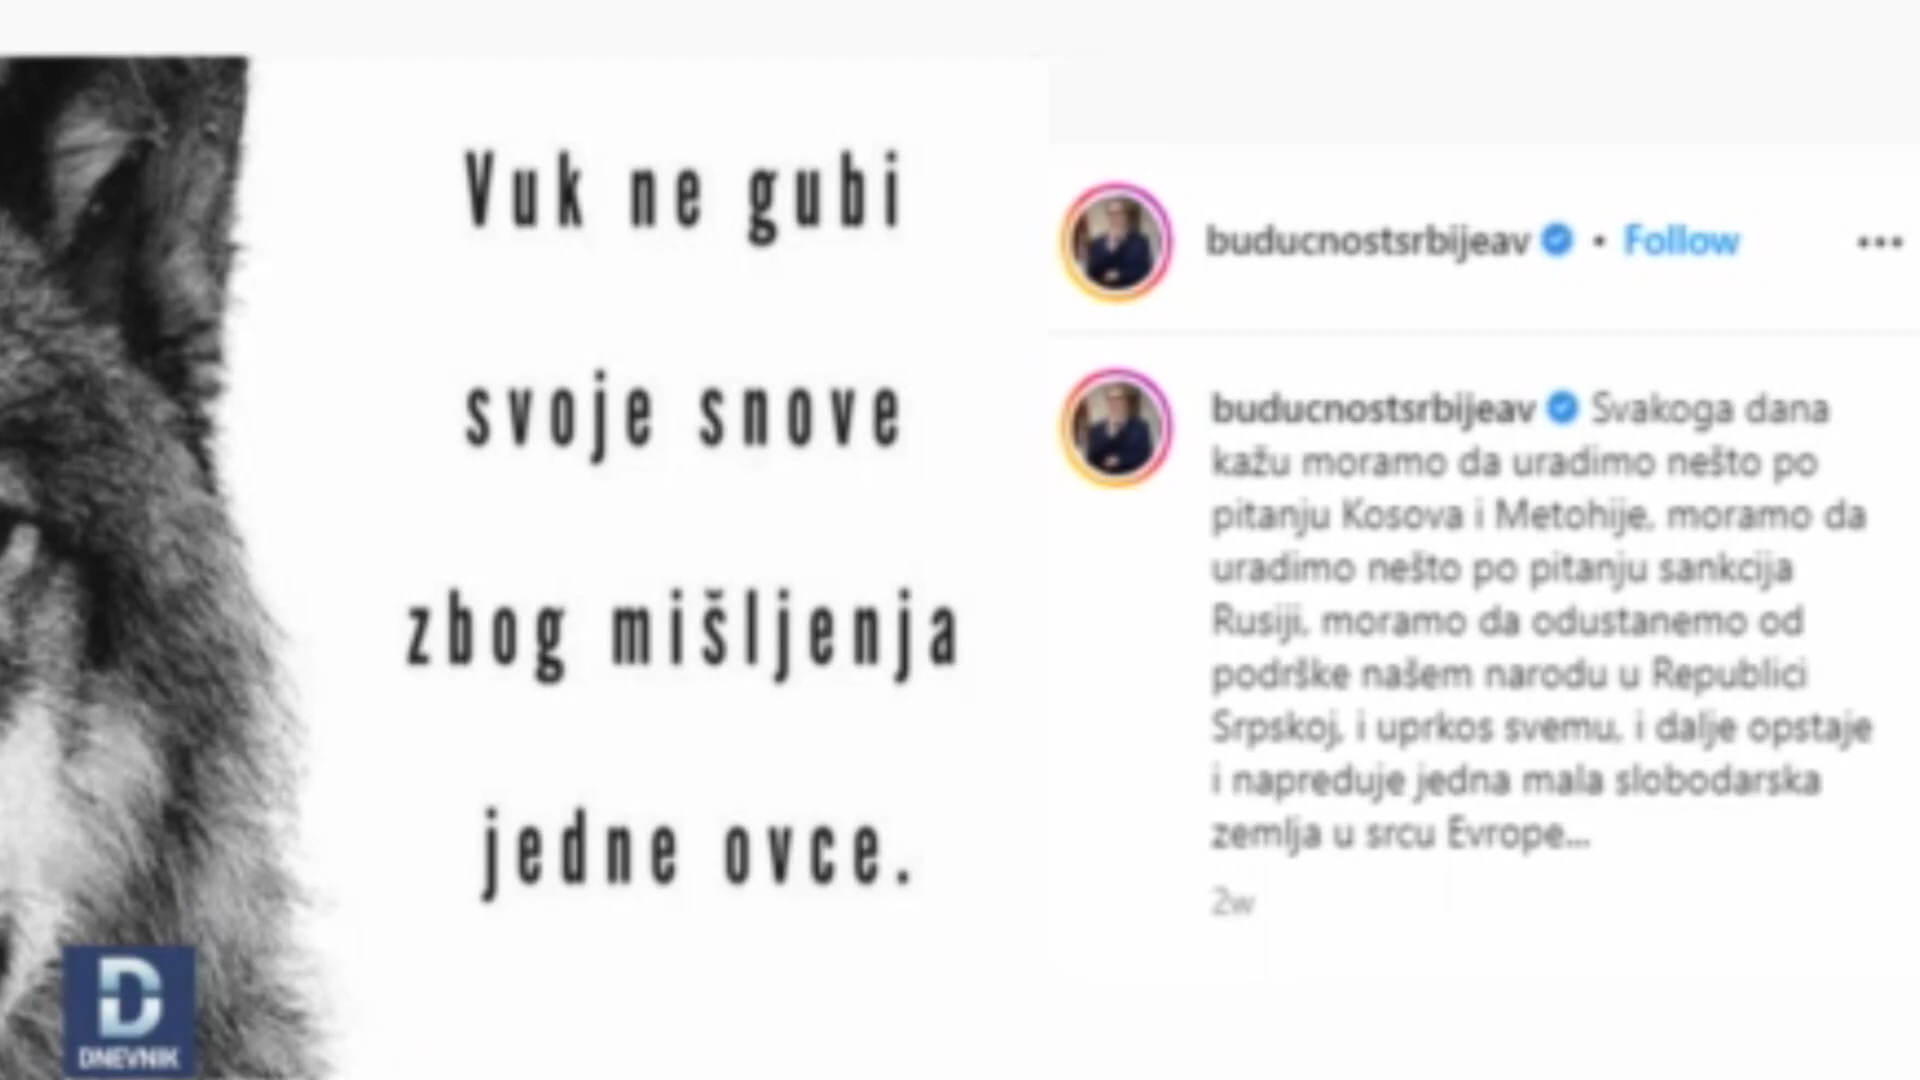 Vuk ne gubi
svoje snove
zbog mišljenja
jedne ovce.
buducnostsrbijeav • Follow
buducnostsrbijeav Svakoga dana
kažu moramo da uradimo nešto po
pitanju Kosova i Metohije, moramo da
uradimo nešto po pitanju sankcija
Rusiji, moramo da odustanemo od
podrške našem narodu u Republici
Srpskoj, i uprkos svemu, i dalje opstaje
i napreduje jedna mala slobodarska
zemlja u srcu Evrope...
2w
D
DNEVNIK